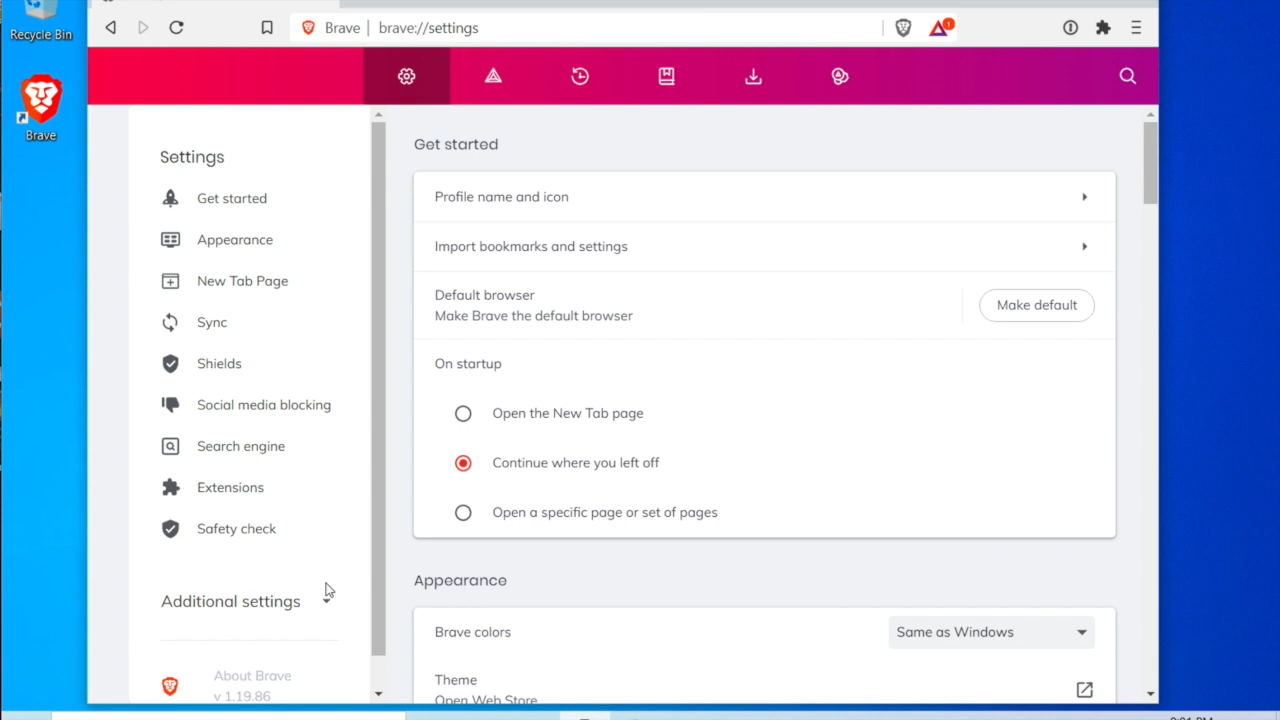 Recycle Bin
Brave
Brave | brave://settings
1
Settings
Get started
Appearance
New Tab Page
Sync
Shields
Social media blocking
Search engine
Extensions
Safety check
Additional settings
About Brave
v 1.19.86
Get started
Profile name and icon
Import bookmarks and settings
Default browser
Make Brave the default browser
Make default
On startup
Open the New Tab page
Continue where you left off
Open a specific page or set of pages
Appearance
Brave colors
Same as Windows
Theme
Open Web Store